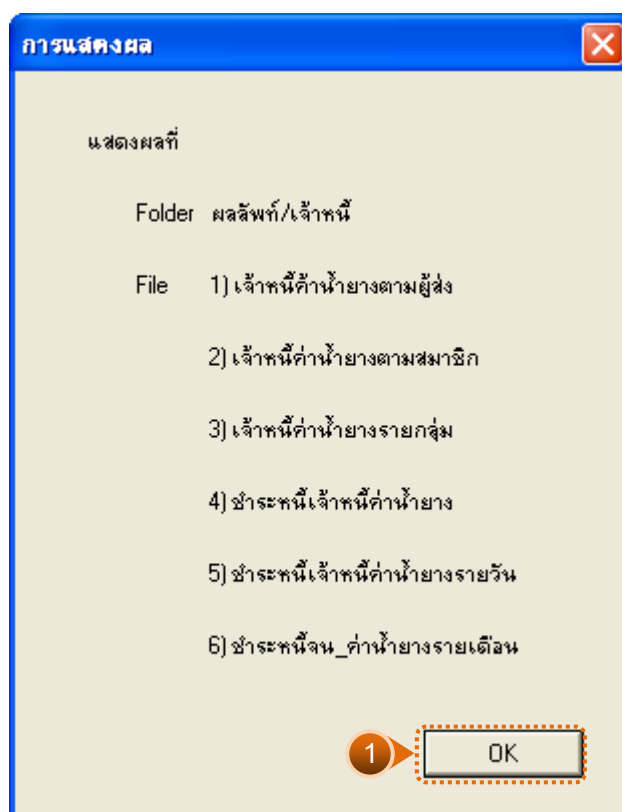 การแสดงผล
แสดงผลที่
Folder ผลลัพท์/เจ้าหนี้
File 1) เจ้าหนี้ค้าน้ำยางตามผู้ส่ง
2) เจ้าหนี้ค่าน้ำยางตามสมาชิก
3) เจ้าหนี้ค่าน้ำยางรายกลุ่ม
4) ชำระหนี้เจ้าหนี้ค่าน้ำยาง
5) ชำระหนี้เจ้าหนี้ค่าน้ำยางรายวัน
6) ชำระหนี้จน_ค่าน้ำยางรายเดือน
1 OK